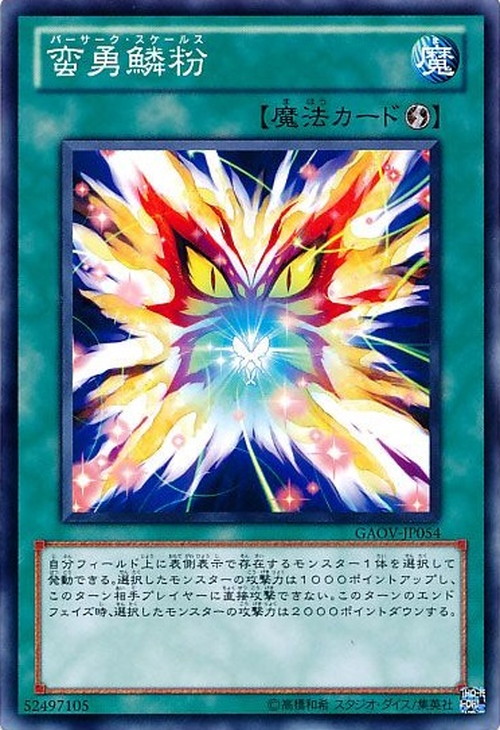 バーサーク・スケールス
蛮勇鱗粉
魔
【魔法カード】
GAOV-JP054
自分フィールド上に表側表示で存在するモンスター1体を選択して
発動できる。選択したモンスターの攻撃力は1000ポイントアップし、
このターン相手プレイヤーに直接攻撃できない。このターンのエンド
フェイズ時、選択したモンスターの攻撃力は2000ポイントダウンする。
52497105
©高橋和希 スタジオ・ダイス/集英社